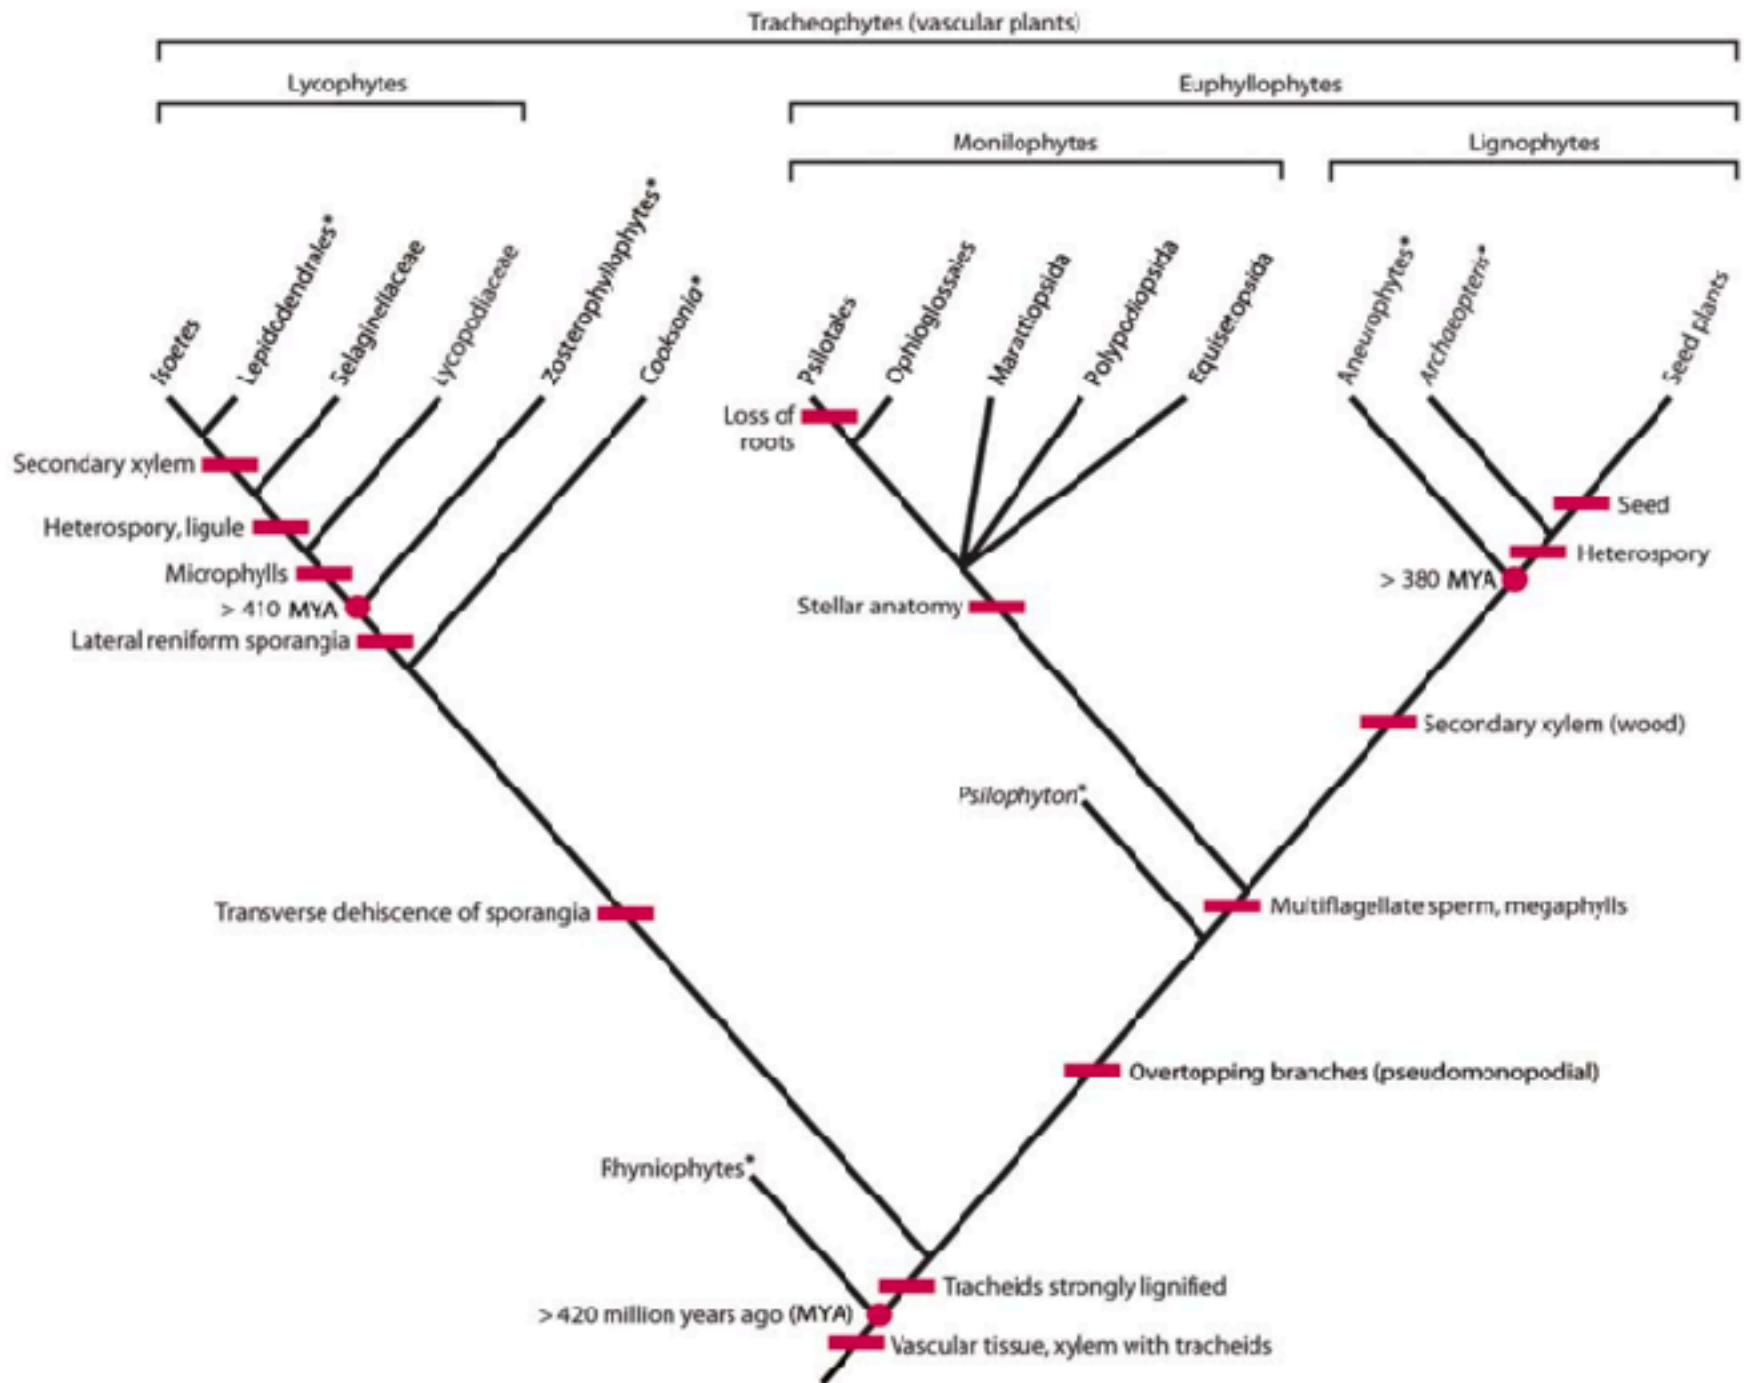 Tracheophytes (vascular plants)
Lycophytes
Euphyllophytes
Monilophytes
Lignophytes
Isoetes
Lepidodendrales*
Selaginellaceae
Lycopodiaceae
Zosterophyllophytes*
Cooksonia*
Psilotales
Ophioglossales
Marattiopsida
Polypodiopsida
Equisetopsida
Aneurophytes*
Archaeopteris*
Seed plants
Loss of
roots
Secondary xylem
Seed
Heterospory, ligule
Heterospory
Microphylls
> 380 MYA
> 410 MYA
Stellar anatomy
Lateral reniform sporangia
Secondary xylem (wood)
Psilophyton*
Transverse dehiscence of sporangia
Multiflagellate sperm, megaphylls
Overtopping branches (pseudomonopodial)
Rhyniophytes*
Tracheids strongly lignified
> 420 million years ago (MYA)
Vascular tissue, xylem with tracheids